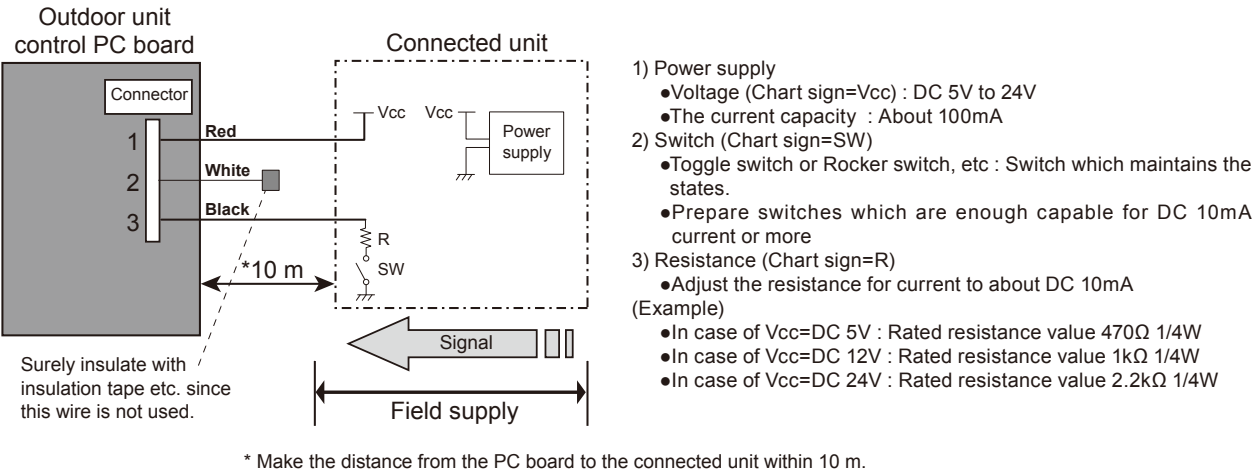 Outdoor unit
control PC board
Connector
1
2
3
Red
White
Black
*10 m
Surely insulate with
insulation tape etc. since
this wire is not used.
Connected unit
Vcc
Vcc
Power
supply
R
SW
Signal
Field supply
1) Power supply
●Voltage (Chart sign=Vcc) : DC 5V to 24V
●The current capacity : About 100mA
2) Switch (Chart sign=SW)
●Toggle switch or Rocker switch, etc : Switch which maintains the
states.
●Prepare switches which are enough capable for DC 10mA
current or more
3) Resistance (Chart sign=R)
●Adjust the resistance for current to about DC 10mA
(Example)
●In case of Vcc=DC 5V : Rated resistance value 470Ω 1/4W
●In case of Vcc=DC 12V : Rated resistance value 1kΩ 1/4W
●In case of Vcc=DC 24V : Rated resistance value 2.2kΩ 1/4W
* Make the distance from the PC board to the connected unit within 10 m.